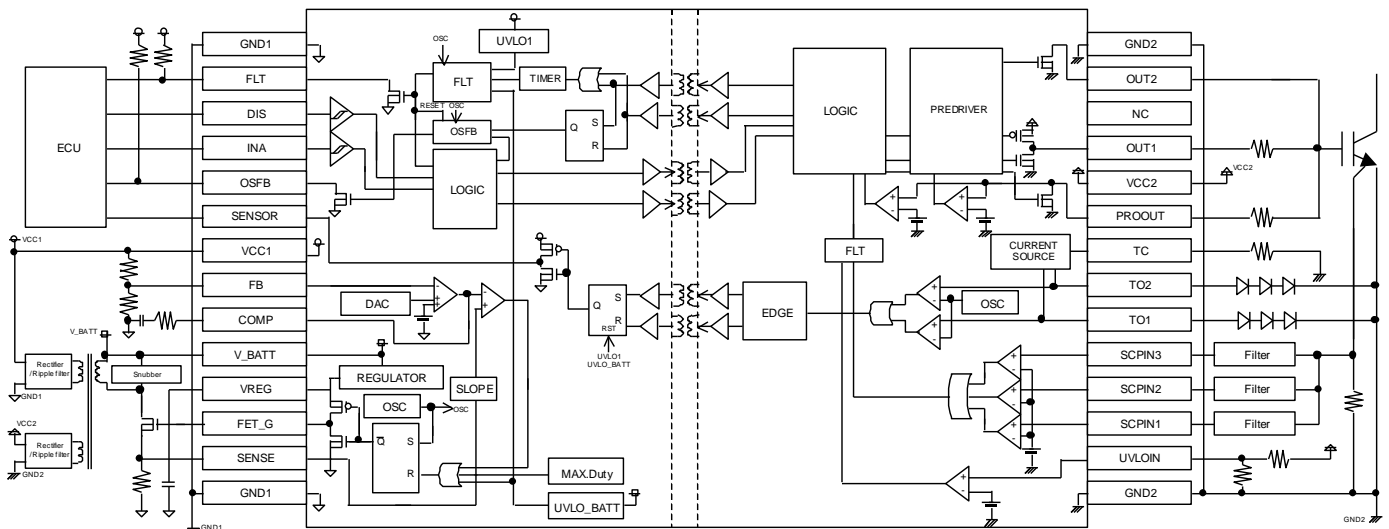 GND1
FLT
DIS
INA
OSFB
SENSOR
VCC1
FB
COMP
V_BATT
VREG
FET_G
SENSE
GND1
ECU
VCC1
V_BATT
Rectifier
/Ripple filter
GND1
Snubber
VCC2
Rectifier
/Ripple filter
GND2
GND1
OSC
UVLO1
FLT
TIMER
RESET OSC
OSFB
LOGIC
Q
S
R
DAC
- + +
+ -
Q
S
R
RST
UVLO1
UVLO_BATT
REGULATOR
SLOPE
OSC
OSC
Q
S
R
MAX.Duty
UVLO_BATT
LOGIC
PREDRIVER
+
-
+
-
FLT
CURRENT
SOURCE
EDGE
+
-
OSC
+
-
+
-
+
-
+
-
+
-
GND2
OUT2
NC
OUT1
VCC2
PROOUT
TC
TO2
TO1
SCPIN3
SCPIN2
SCPIN1
UVLOIN
GND2
VCC2
Filter
Filter
Filter
GND2